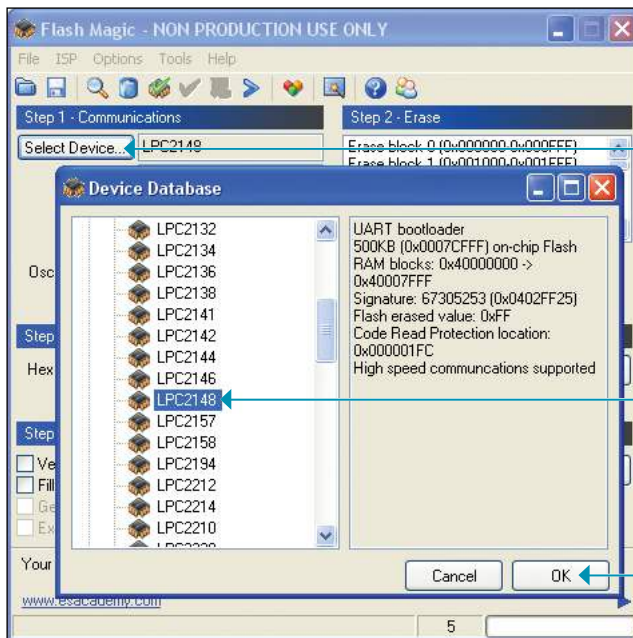 Flash Magic - NON PRODUCTION USE ONLY
File ISP Options Tools Help
Step 1 - Communications
Step 2 - Erase
Select Device...
LPC2148
Erase block 0 (0x000000-0x000FFF)
Erase block 1 (0x001000-0x001FFF)
Device Database
LPC2132
LPC2134
LPC2136
LPC2138
LPC2141
LPC2142
LPC2144
LPC2146
LPC2148
LPC2157
LPC2158
LPC2194
LPC2212
LPC2214
LPC2210
UART bootloader
500KB (0x0007CFFF) on-chip Flash
RAM blocks: 0x40000000 ->
0x40007FFF
Signature: 67305253 (0x0402FF25)
Flash erased value: 0xFF
Code Read Protection location:
0x000001FC
High speed communcations supported
Osc
Step
Hex
Step
Ve
Fill
Ge
Ex
Cancel
OK
Your
www.esacademy.com
5